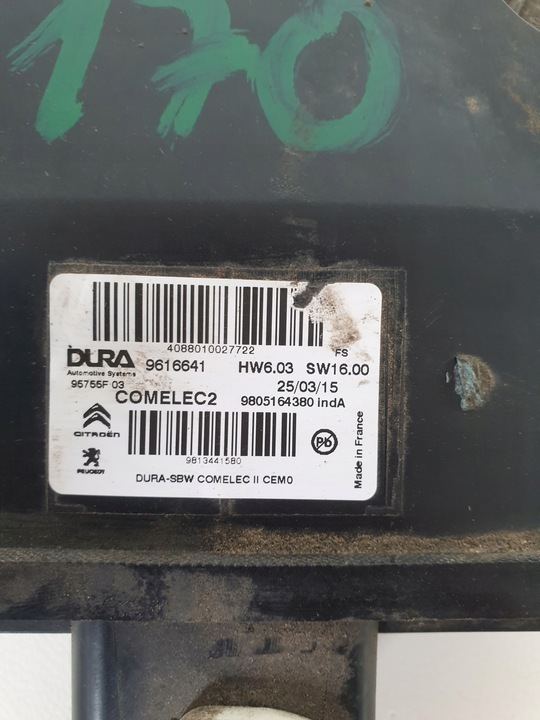 170
4088010027722
FS
DURA 9616641 HW6.03 SW16.00
Automotive Systems
95755F 03 25/03/15
COMELEC2 9805164380 indA
CITROËN
Pb
9813441580
PEUGEOT
DURA-SBW COMELEC II CEM0
Made in France